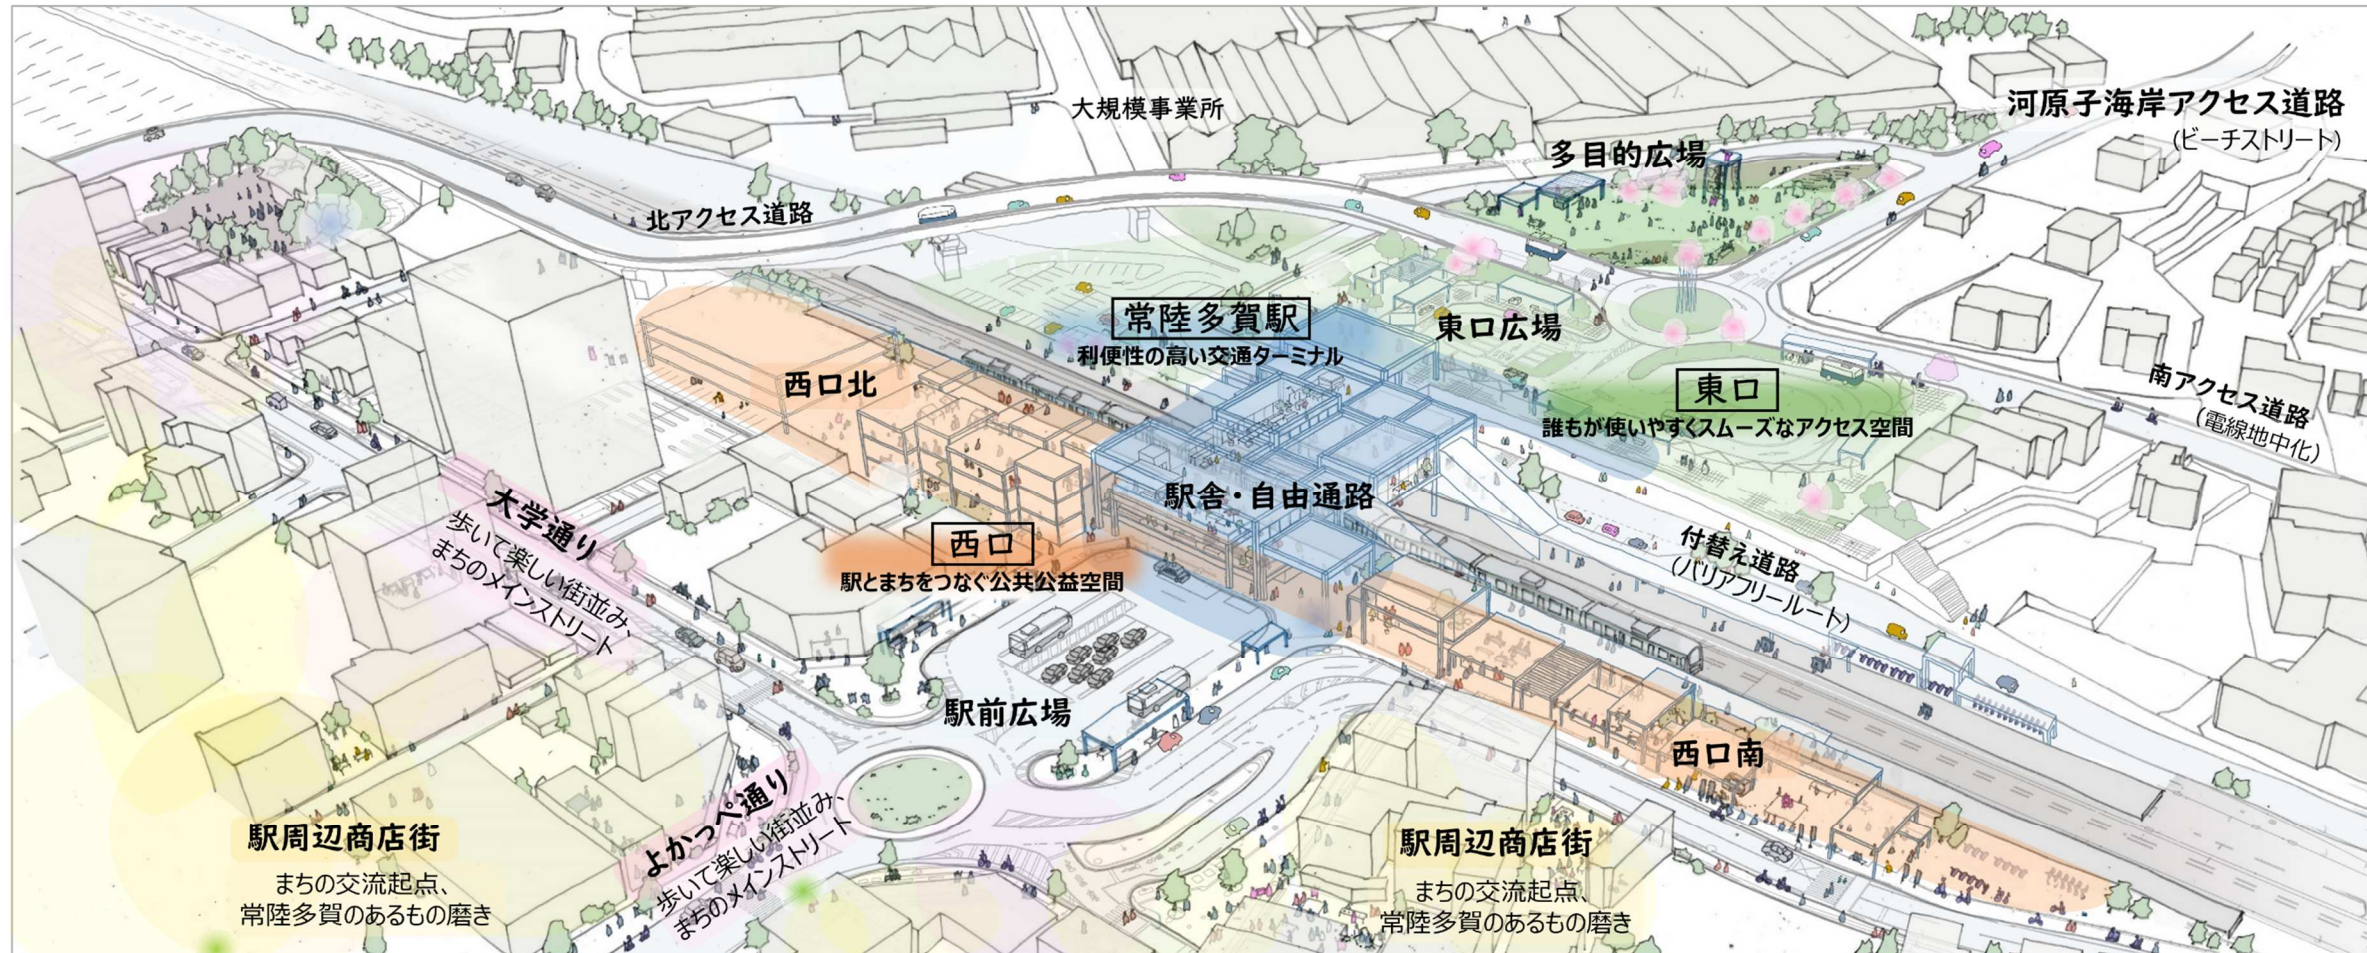 大規模事業所
河原子海岸アクセス道路
(ビーチストリート)
多目的広場
北アクセス道路
常陸多賀駅
利便性の高い交通ターミナル
東口広場
西口北
東口
誰もが使いやすくスムーズなアクセス空間
南アクセス道路
(電線地中化)
駅舎・自由通路
大学通り
歩いて楽しい街並み、
まちのメインストリート
西口
駅とまちをつなぐ公共公益空間
付替え道路
(バリアフリールート)
駅前広場
西口南
よかっぺ通り
歩いて楽しい街並み、
まちのメインストリート
駅周辺商店街
まちの交流起点、
常陸多賀のあるもの磨き
駅周辺商店街
まちの交流起点、
常陸多賀のあるもの磨き